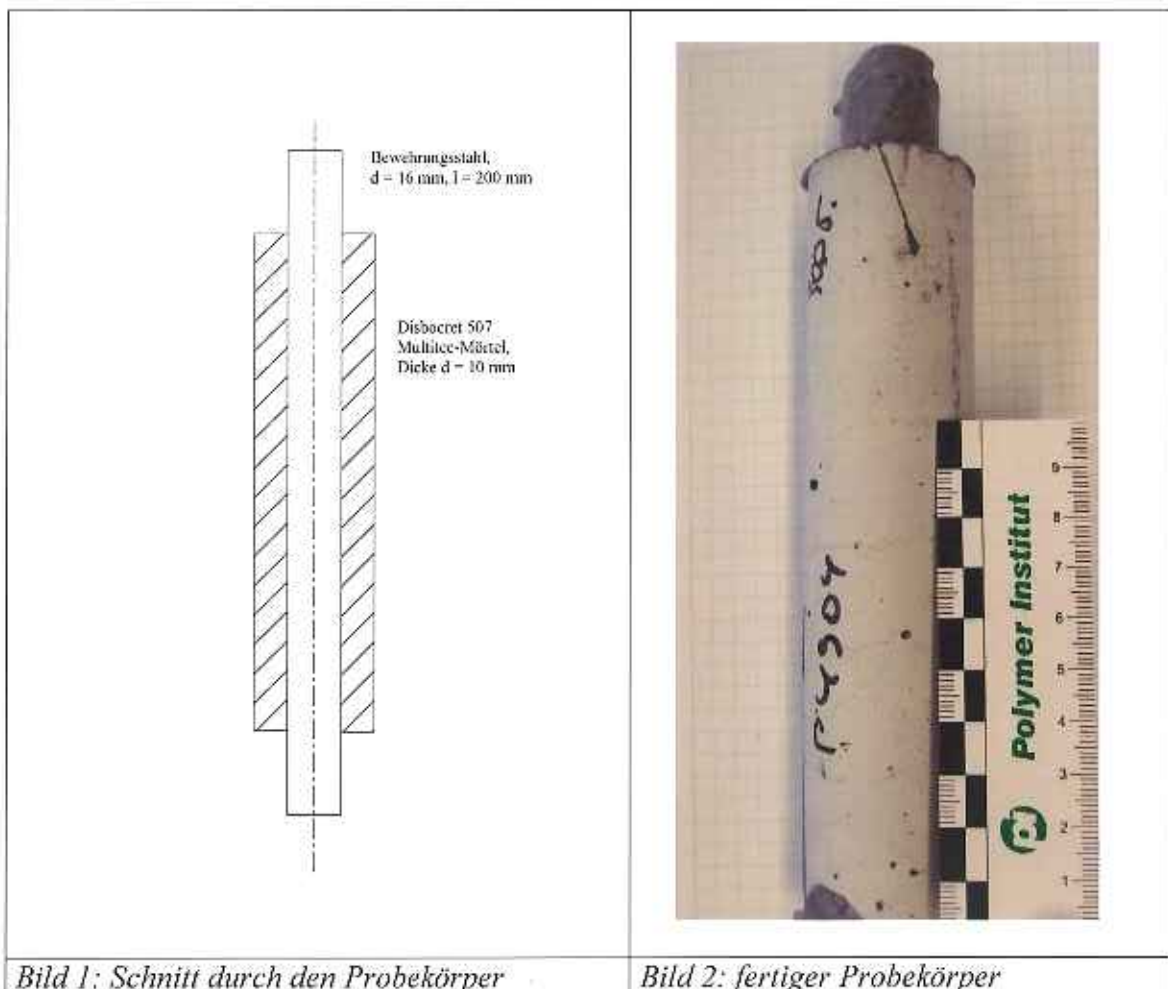 Bewehrungsstahl,
d = 16 mm, l = 200 mm
Disbocret 507
Multitec-Mörtel,
Dicke d = 10 mm
9
8
7
6
5
4
3
2
1
Polymer Institut
Bild 1: Schnitt durch den Probekörper
Bild 2: fertiger Probekörper